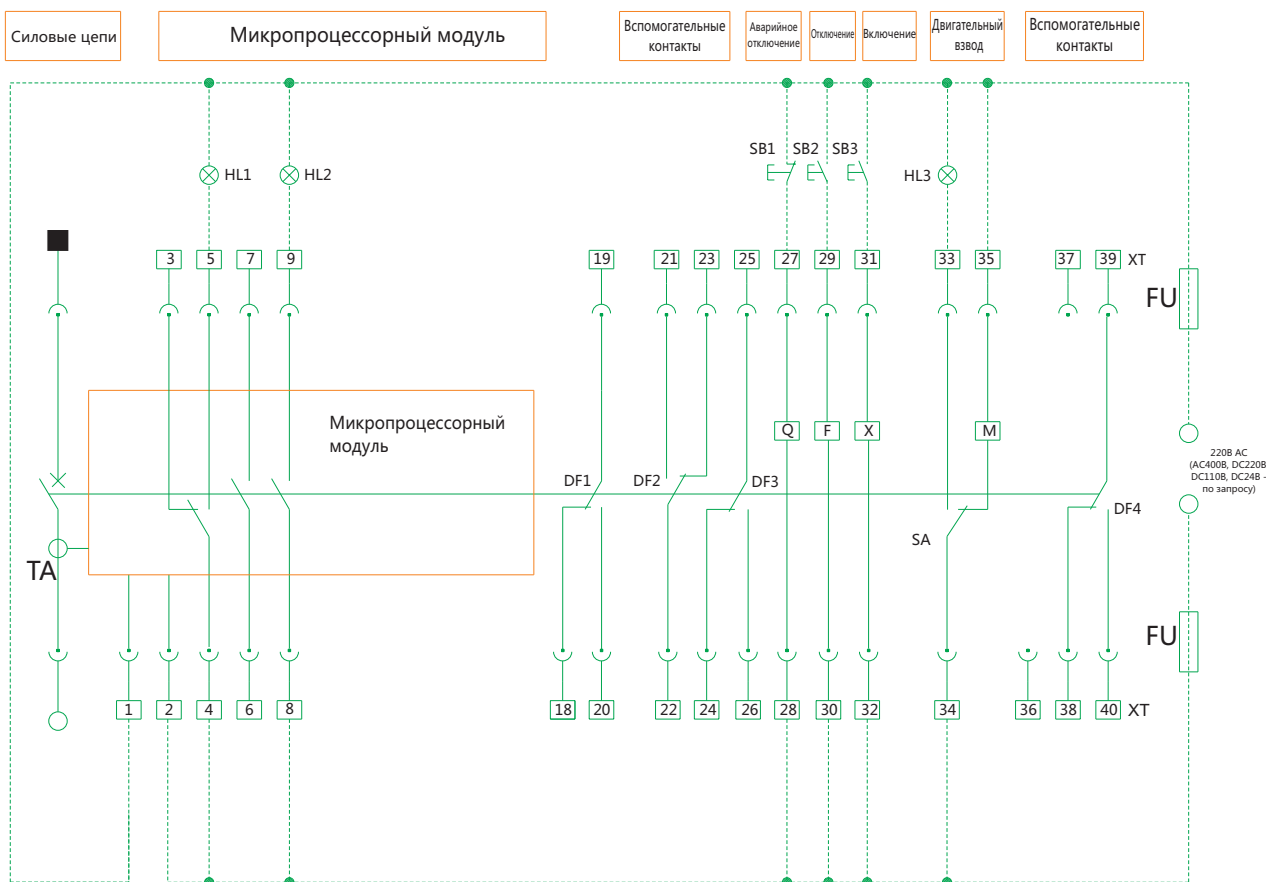 Силовые цепи
Микропроцессорный модуль
Вспомогательные
контакты
Аварийное
отключение
Отключение
Включение
Двигательный
взвод
Вспомогательные
контакты
SB1 SB2 SB3
HL1 HL2 HL3
3 5 7 9 19 21 23 25 27 29 31 33 35 37 39 XT
FU
Микропроцессорный
модуль
Q F X M
220В AC
(AC400В, DC220В
DC110В, DC24В -
по запросу)
DF1 DF2 DF3 DF4
SA
TA
FU
1 2 4 6 8 18 20 22 24 26 28 30 32 34 36 38 40 XT